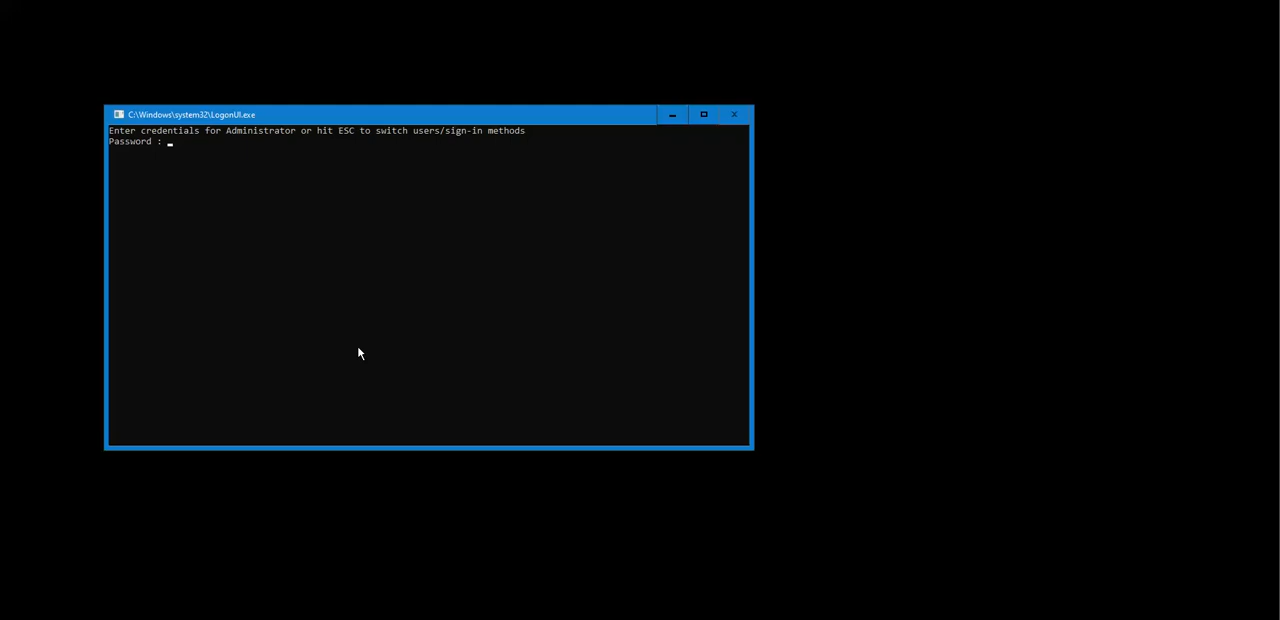 C:\Windows\system32\LogonUI.exe
Enter credentials for Administrator or hit ESC to switch users/sign-in methods
Password :